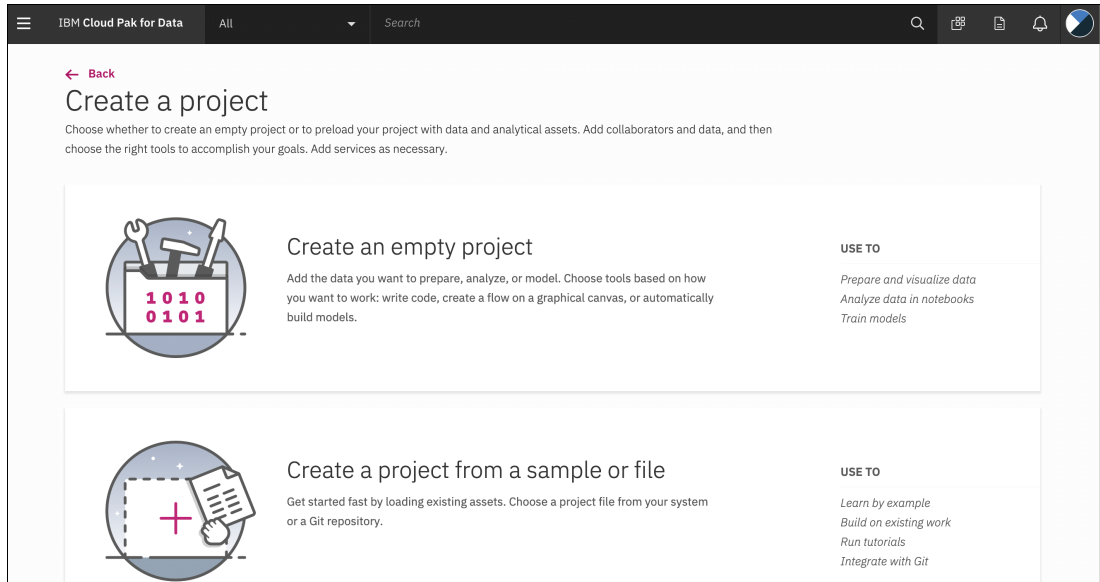 IBM Cloud Pak for Data
All
Search
Back
Create a project
Choose whether to create an empty project or to preload your project with data and analytical assets. Add collaborators and data, and then
choose the right tools to accomplish your goals. Add services as necessary.
1010
0101
Create an empty project
Add the data you want to prepare, analyze, or model. Choose tools based on how
you want to work: write code, create a flow on a graphical canvas, or automatically
build models.
USE TO
Prepare and visualize data
Analyze data in notebooks
Train models
Create a project from a sample or file
Get started fast by loading existing assets. Choose a project file from your system
or a Git repository.
USE TO
Learn by example
Build on existing work
Run tutorials
Integrate with Git